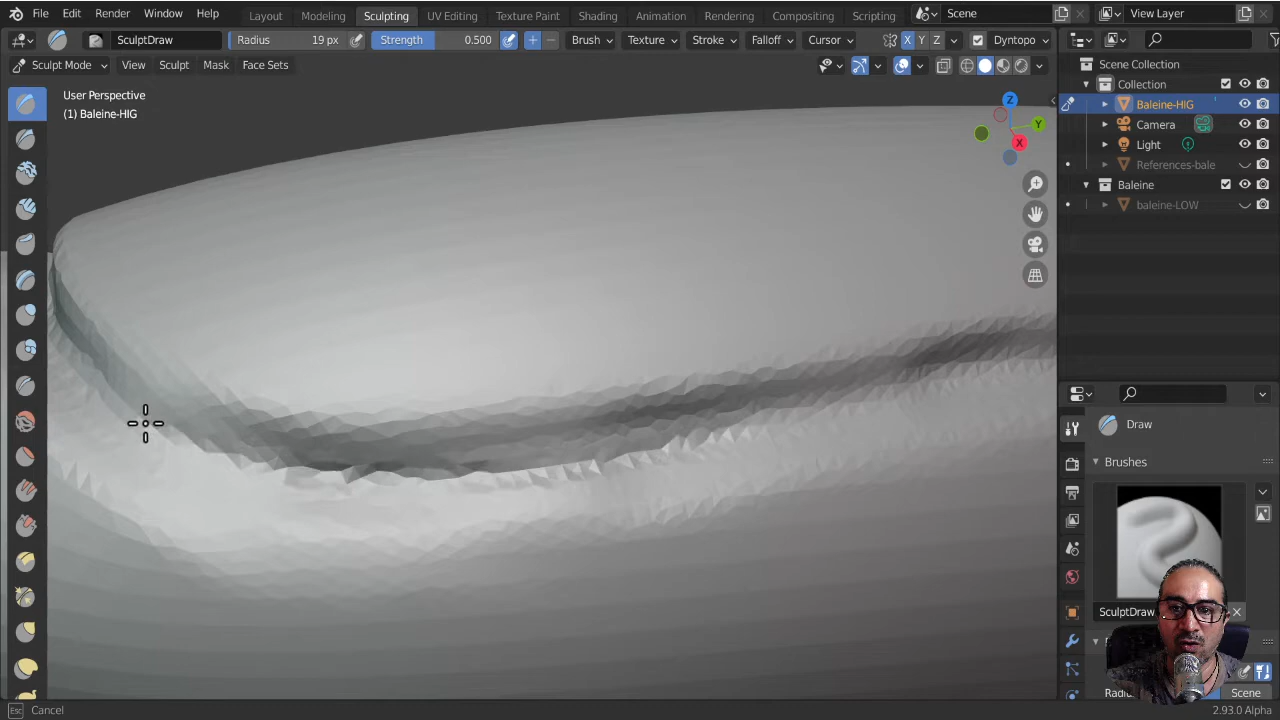 File Edit Render Window Help Layout Modeling Sculpting UV Editing Texture Paint Shading Animation Rendering Compositing Scripting Scene View Layer
SculptDraw Radius 19 px Strength 0.500 Brush Texture Stroke Falloff Cursor X Y Z Dyntopo
Sculpt Mode View Sculpt Mask Face Sets
Scene Collection
User Perspective
(1) Baleine-HIG
Collection
Baleine-HIG
Camera
Light
References-bale
Baleine
baleine-LOW
Z
Y
X
Draw
Brushes
SculptDraw
Scene
Esc Cancel
2.93.0 Alpha